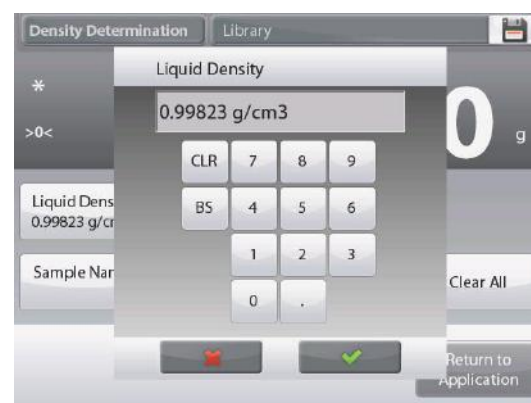 Density Determination Library
Liquid Density
*
0.99823 g/cm3
>0<
0 g
CLR 7 8 9
Liquid Dens
0.99823 g/cr
BS 4 5 6
1 2 3
Sample Nar
Clear All
0 .
Return to
Application